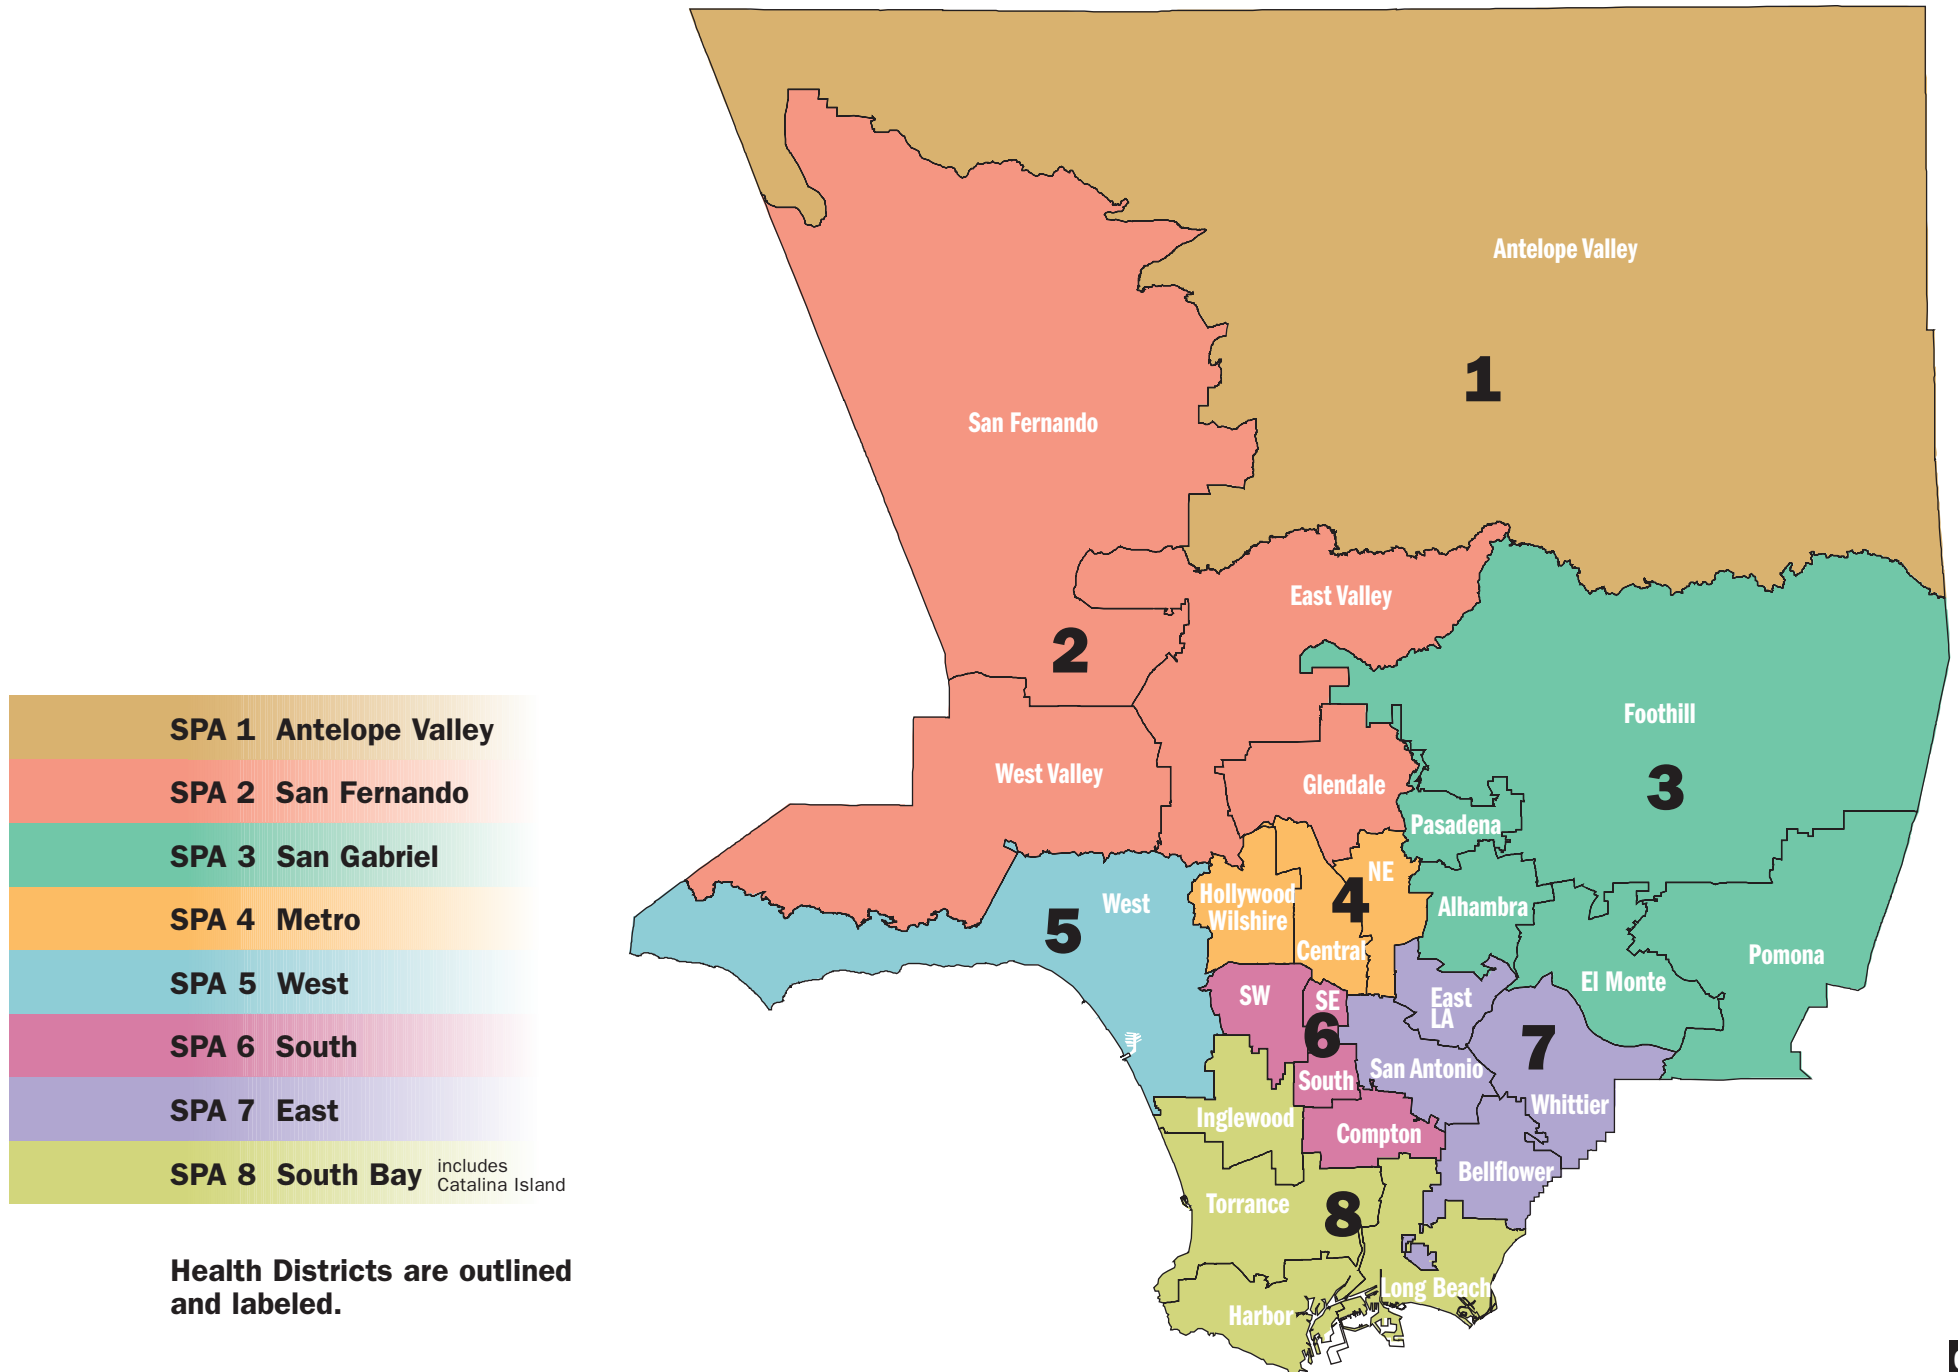 Antelope Valley
1
San Fernando
East Valley
2
Foothill
West Valley
Glendale
3
Pasadena
NE
Hollywood
Wilshire
4
West
5
Alhambra
Central
Pomona
El Monte
SW
SE
East
LA
6
7
San Antonio
South
Whittier
Inglewood
Compton
Bellflower
Torrance
8
Long Beach
Harbor
SPA 1 Antelope Valley
SPA 2 San Fernando
SPA 3 San Gabriel
SPA 4 Metro
SPA 5 West
SPA 6 South
SPA 7 East
SPA 8 South Bay includes
Catalina Island
Health Districts are outlined
and labeled.